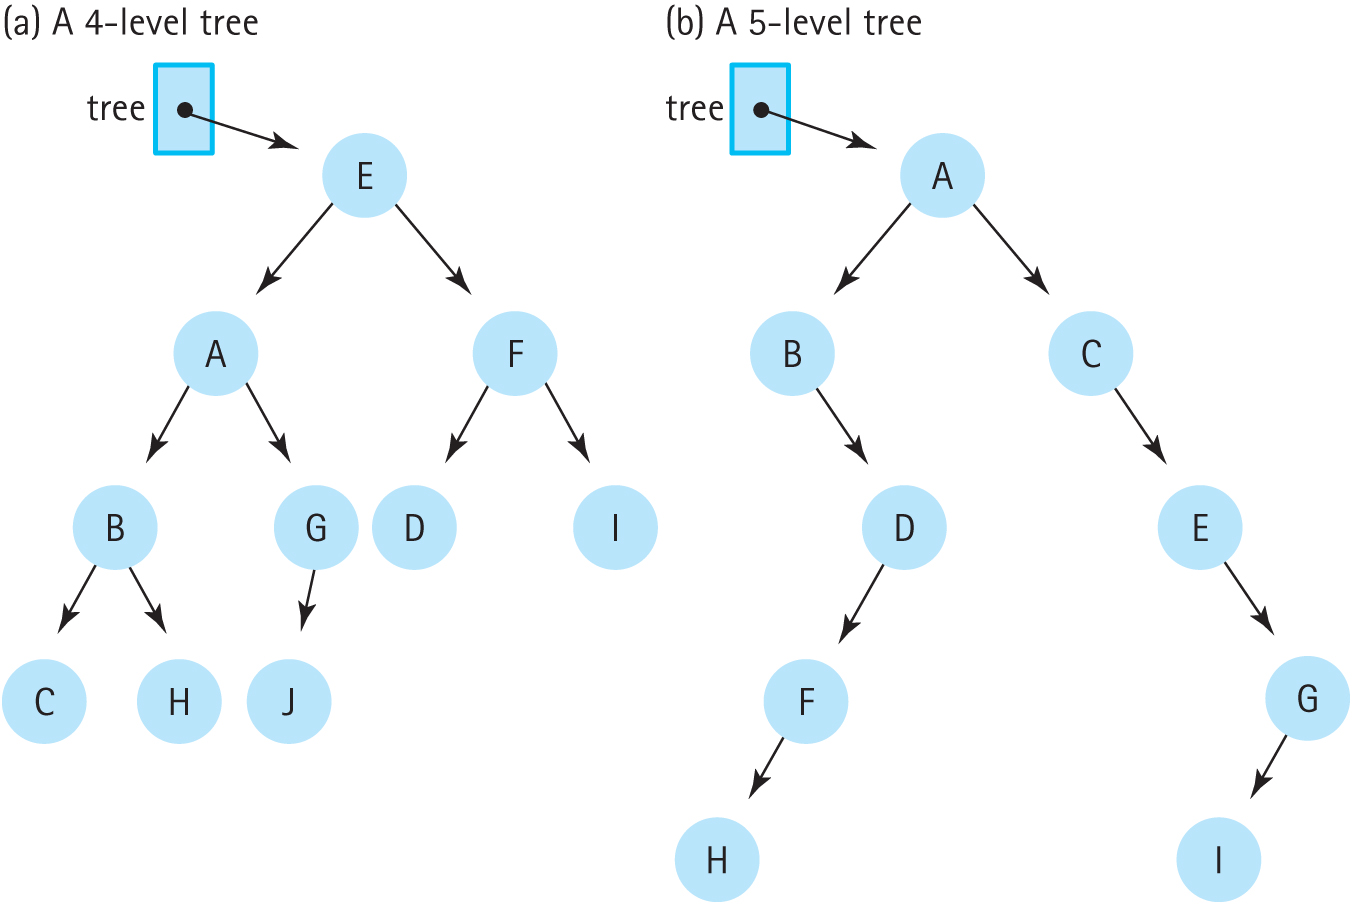 (a) A 4-level tree
tree
E
A F
B G D I
C H J
(b) A 5-level tree
tree
A
B C
D E
F G
H I